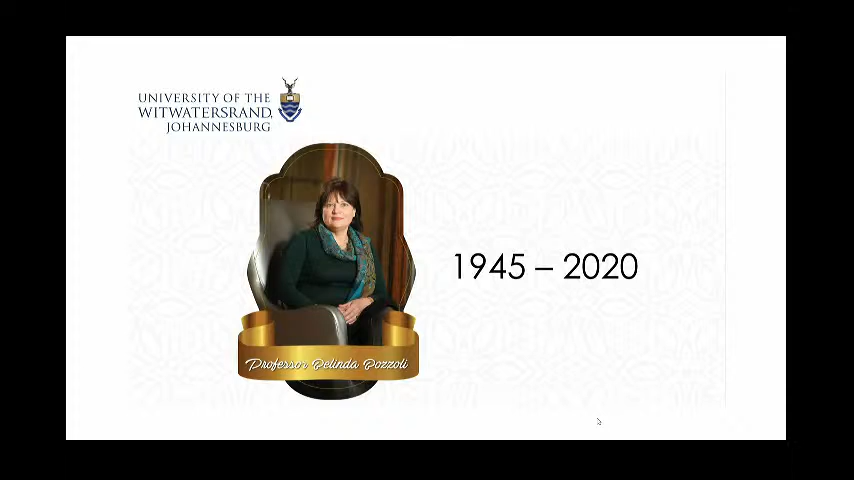 UNIVERSITY OF THE
WITWATERSRAND,
JOHANNESBURG
1945 – 2020
Professor Belinda Bozzoli